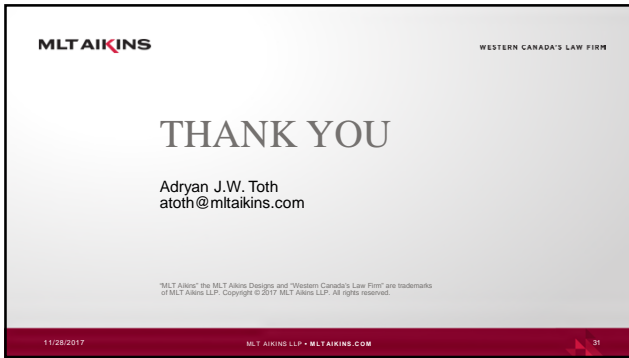 MLT AIKINS
WESTERN CANADA'S LAW FIRM
THANK YOU
Adryan J.W. Toth
atoth@mltaikins.com
"MLT Aikins" the MLT Aikins Designs and "Western Canada's Law Firm" are trademarks
of MLT Aikins LLP. Copyright © 2017 MLT Aikins LLP. All rights reserved.
11/28/2017 MLT AIKINS LLP • MLTAIKINS.COM 31